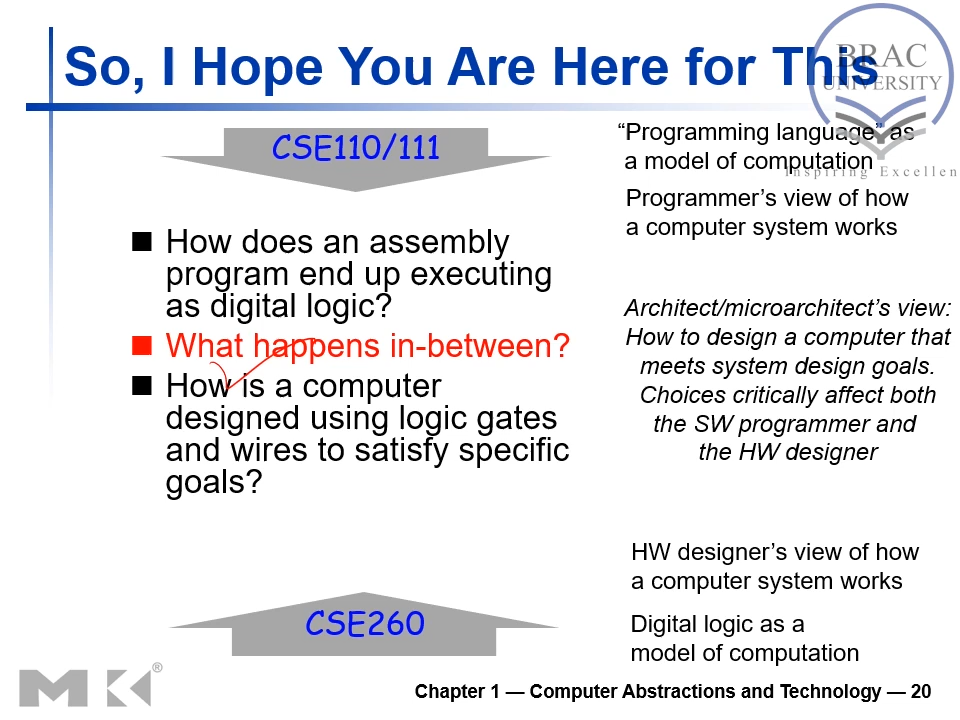 So, I Hope You Are Here for This
BRAC
UNIVERSITY
Inspiring Excellen
CSE110/111
“Programming language” as
a model of computation
Programmer’s view of how
a computer system works
■ How does an assembly
program end up executing
as digital logic?
■ What happens in-between?
■ How is a computer
designed using logic gates
and wires to satisfy specific
goals?
Architect/microarchitect’s view:
How to design a computer that
meets system design goals.
Choices critically affect both
the SW programmer and
the HW designer
HW designer’s view of how
a computer system works
CSE260
Digital logic as a
model of computation
MK®
Chapter 1 — Computer Abstractions and Technology — 20